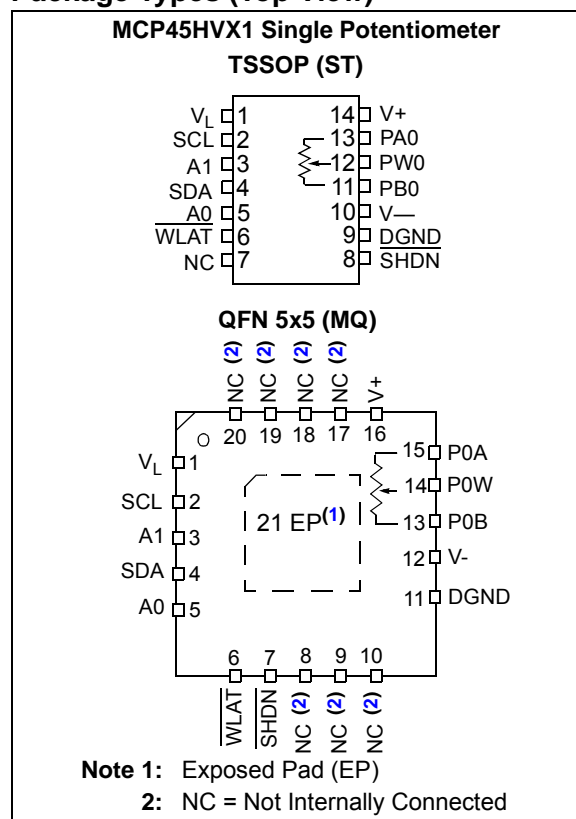 MCP45HVX1 Single Potentiometer
TSSOP (ST)
VL 1 14 V+
SCL 2 13 PA0
A1 3 12 PW0
SDA 4 11 PB0
A0 5 10 V—
WLAT 6 9 DGND
NC 7 8 SHDN
QFN 5x5 (MQ)
NC (2) NC (2) NC (2) NC (2) V+
20 19 18 17 16
VL 1 15 P0A
SCL 2 14 P0W
A1 3 21 EP(1) 13 P0B
SDA 4 12 V-
A0 5 11 DGND
6 7 8 9 10
WLAT SHDN NC (2) NC (2) NC (2)
Note 1: Exposed Pad (EP)
2: NC = Not Internally Connected